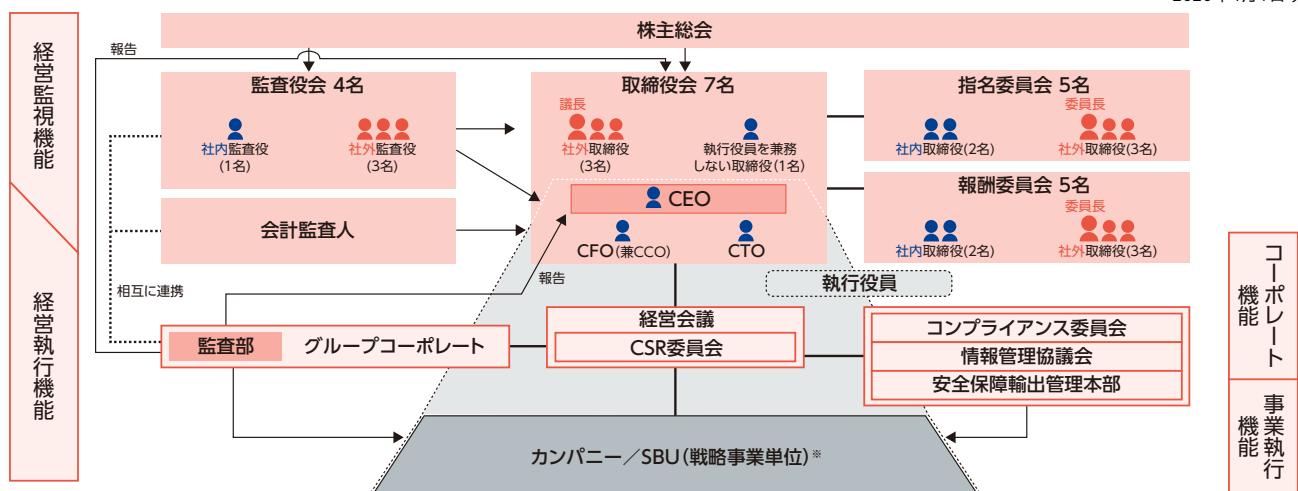 株主総会
経営監視機能
経営執行機能
報告
監査役会 4名
社内監査役
(1名)
社外監査役
(3名)
取締役会 7名
議長
社外取締役
(3名)
執行役員を兼務
しない取締役(1名)
指名委員会 5名
委員長
社内取締役(2名)
社外取締役(3名)
報酬委員会 5名
委員長
社内取締役(2名)
社外取締役(3名)
会計監査人
CEO
CFO(兼CCO)
CTO
報告
相互に連携
執行役員
監査部
グループコーポレート
経営会議
CSR委員会
コンプライアンス委員会
情報管理協議会
安全保障輸出管理本部
コーポレート
機能
事業執行
機能
カンパニー/SBU(戦略事業単位)※